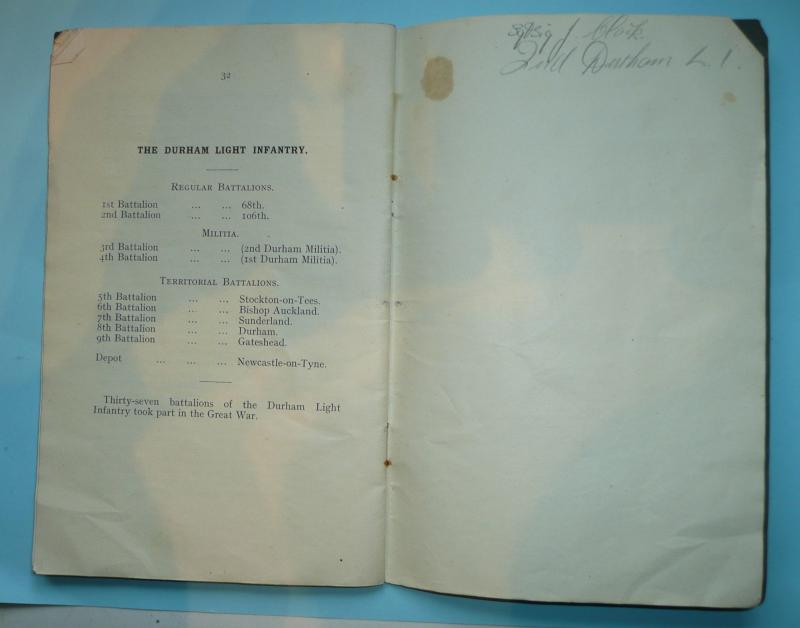 32
THE DURHAM LIGHT INFANTRY.
REGULAR BATTALIONS.
1st Battalion ... ... 68th.
2nd Battalion ... ... 106th.
MILITIA.
3rd Battalion ... ... (2nd Durham Militia).
4th Battalion ... ... (1st Durham Militia).
TERRITORIAL BATTALIONS.
5th Battalion ... ... Stockton-on-Tees.
6th Battalion ... ... Bishop Auckland.
7th Battalion ... ... Sunderland.
8th Battalion ... ... Durham.
9th Battalion ... ... Gateshead.
Depot ... ... ... Newcastle-on-Tyne.
Thirty-seven battalions of the Durham Light
Infantry took part in the Great War.
J.
Durham L. I.